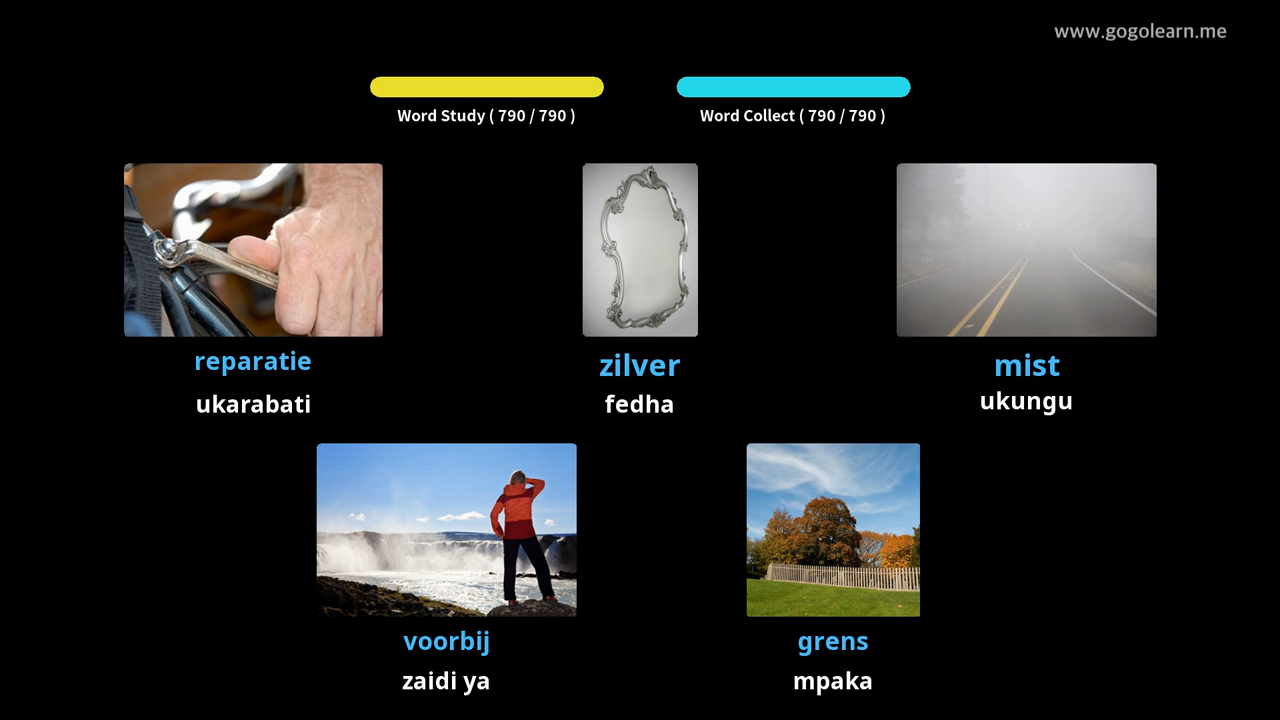 www.gogolearn.me
Word Study ( 790 / 790 )
Word Collect ( 790 / 790 )
reparatie
ukarabati
zilver
fedha
mist
ukungu
voorbij
zaidi ya
grens
mpaka